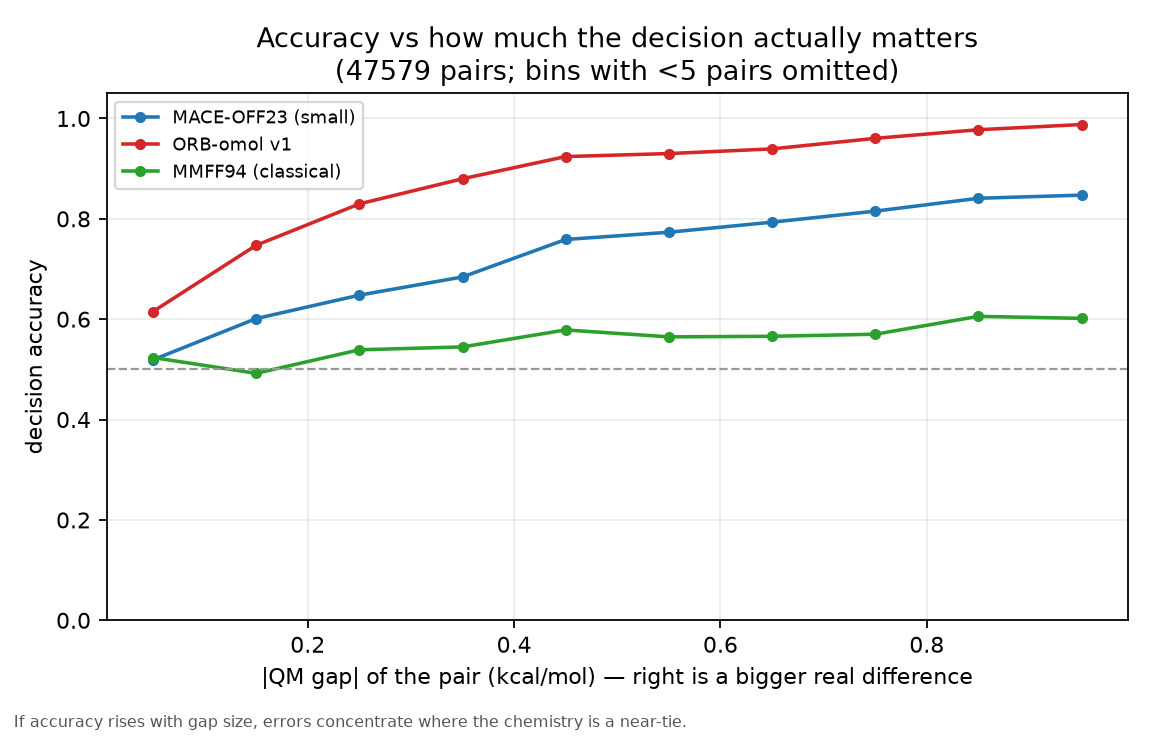 Accuracy vs how much the decision actually matters
(47579 pairs; bins with <5 pairs omitted)
MACE-OFF23 (small)
ORB-omol v1
MMFF94 (classical)
decision accuracy
1.0
0.8
0.6
0.4
0.2
0.0
0.2
0.4
0.6
0.8
|QM gap| of the pair (kcal/mol) — right is a bigger real difference
If accuracy rises with gap size, errors concentrate where the chemistry is a near-tie.